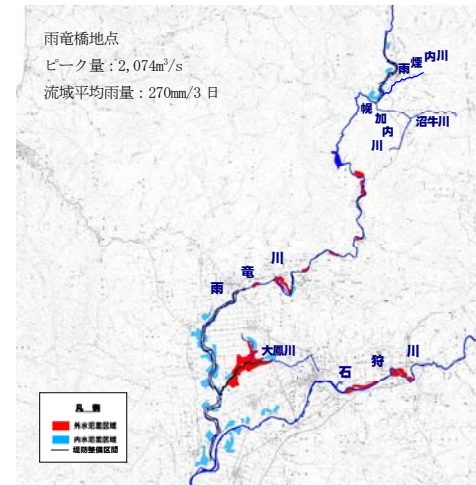 雨竜橋地点
ピーク量：2,074m³/s
流域平均雨量：270mm/3 日
雨煙内川
幌加内川
沼牛川
雨竜川
大鳳川
石狩川
凡例
外水氾濫区域
内水氾濫区域
堤防整備区間